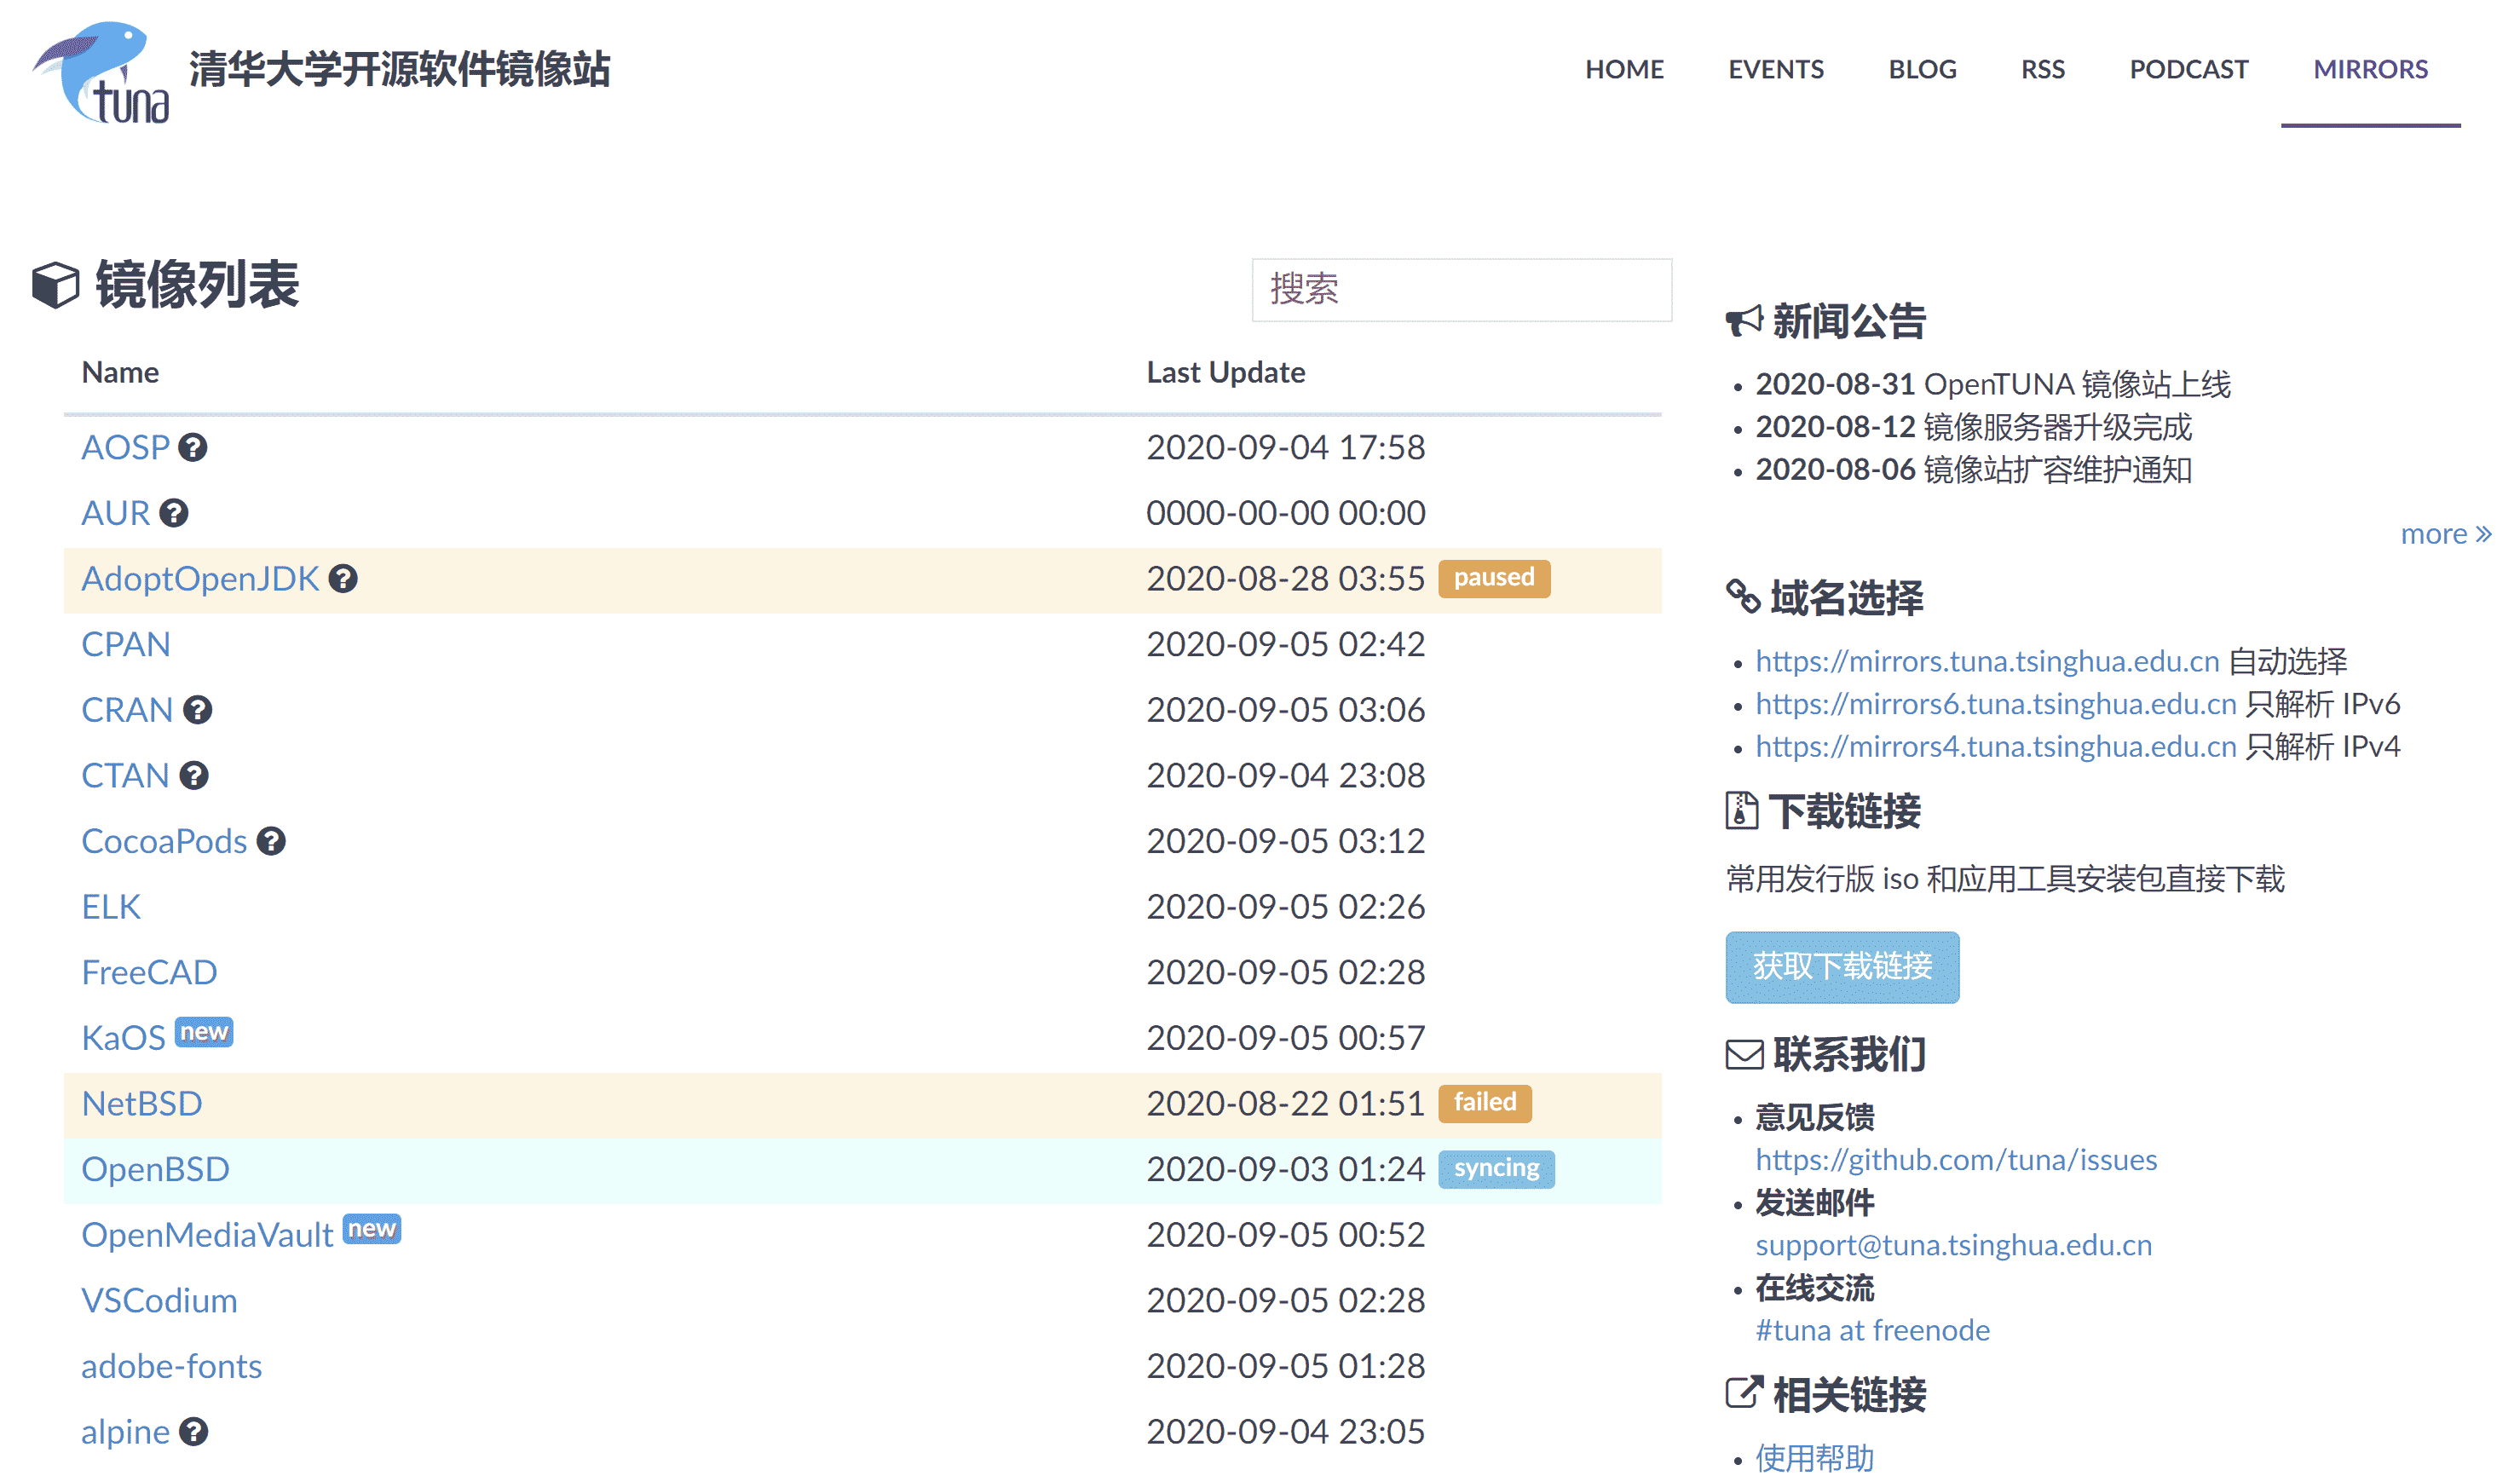 tuna
清华大学开源软件镜像站
HOME EVENTS BLOG RSS PODCAST MIRRORS
镜像列表
搜索
Name Last Update
AOSP 2020-09-04 17:58
AUR 0000-00-00 00:00
AdoptOpenJDK 2020-08-28 03:55 paused
CPAN 2020-09-05 02:42
CRAN 2020-09-05 03:06
CTAN 2020-09-04 23:08
CocoaPods 2020-09-05 03:12
ELK 2020-09-05 02:26
FreeCAD 2020-09-05 02:28
KaOS new 2020-09-05 00:57
NetBSD 2020-08-22 01:51 failed
OpenBSD 2020-09-03 01:24 syncing
OpenMediaVault new 2020-09-05 00:52
VSCodium 2020-09-05 02:28
adobe-fonts 2020-09-05 01:28
alpine 2020-09-04 23:05
新闻公告
2020-08-31 OpenTUNA 镜像站上线
2020-08-12 镜像服务器升级完成
2020-08-06 镜像站扩容维护通知
more »
域名选择
https://mirrors.tuna.tsinghua.edu.cn 自动选择
https://mirrors6.tuna.tsinghua.edu.cn 只解析 IPv6
https://mirrors4.tuna.tsinghua.edu.cn 只解析 IPv4
下载链接
常用发行版 iso 和应用工具安装包直接下载
获取下载链接
联系我们
意见反馈
https://github.com/tuna/issues
发送邮件
support@tuna.tsinghua.edu.cn
在线交流
#tuna at freenode
相关链接
使用帮助